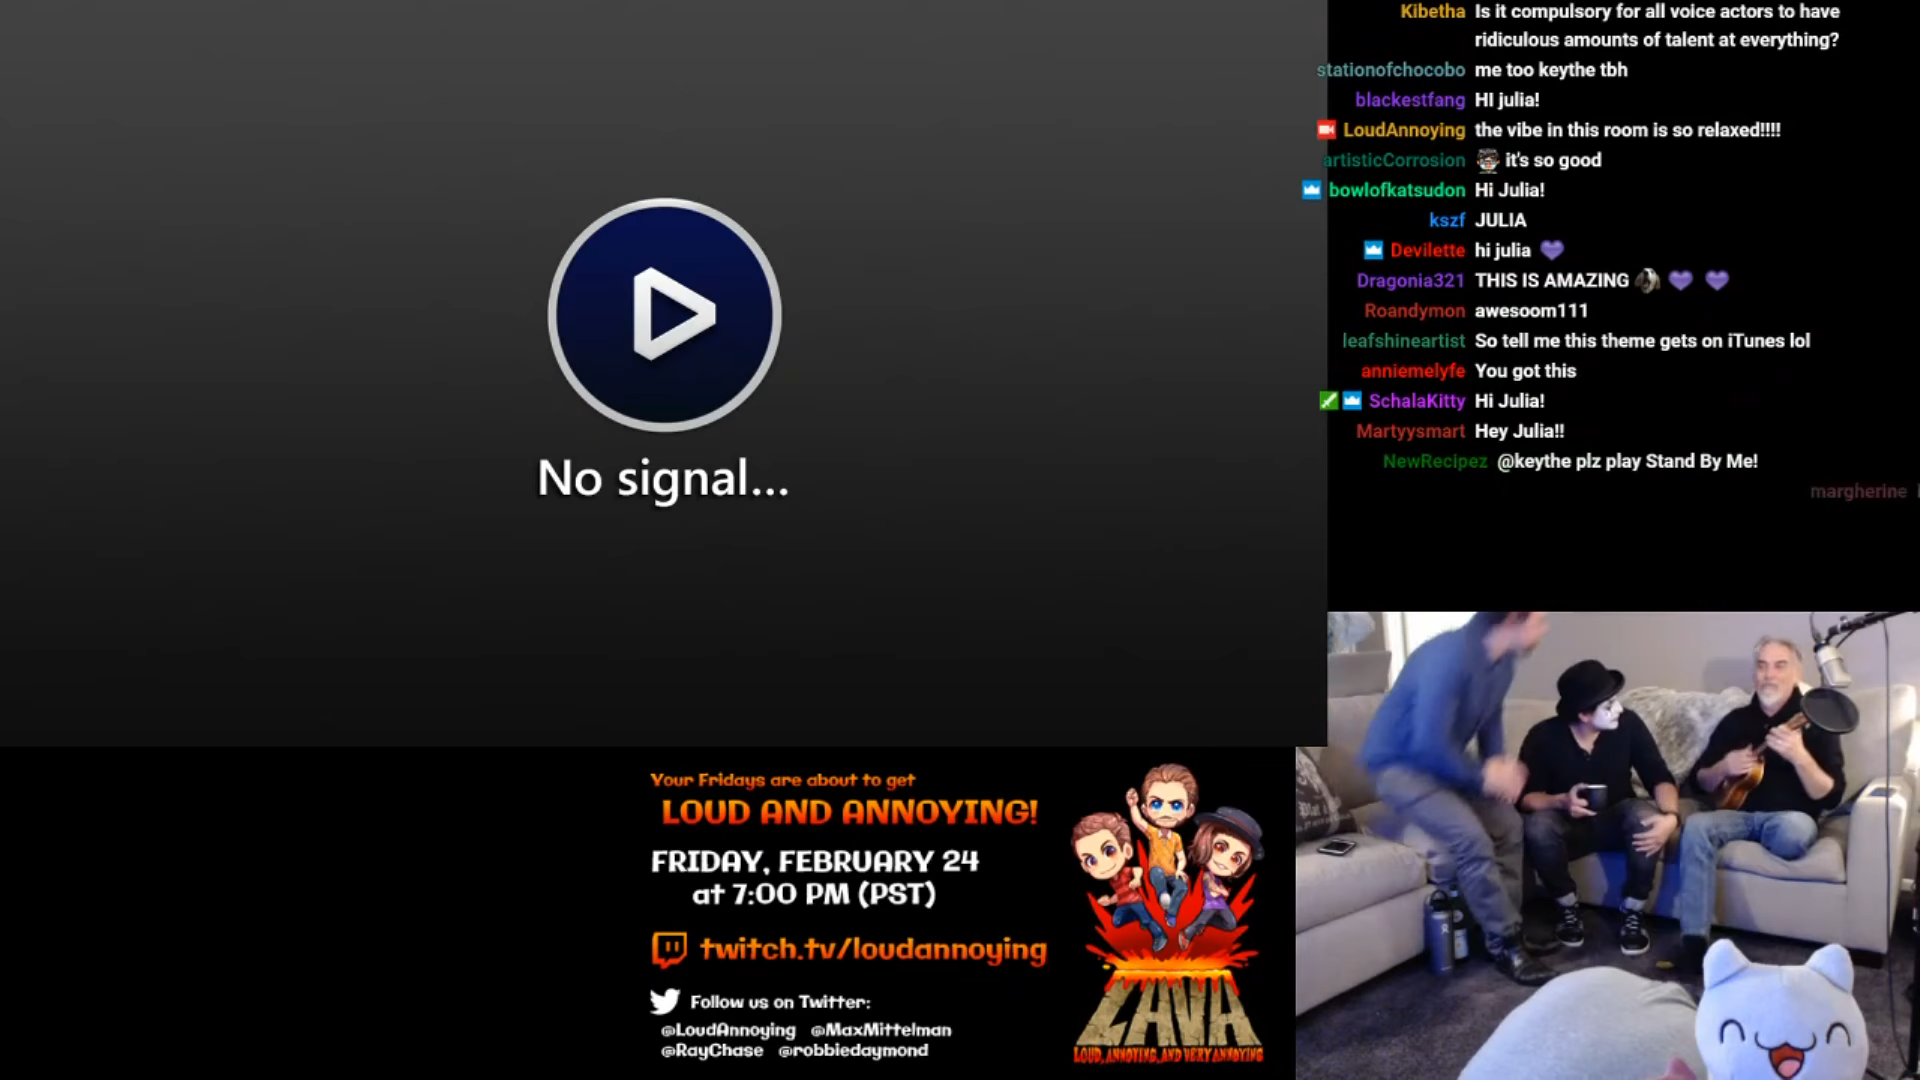 Kibetha Is it compulsory for all voice actors to have
ridiculous amounts of talent at everything?
stationofchocobo me too keythe tbh
blackestfang HI julia!
LoudAnnoying the vibe in this room is so relaxed!!!!
artisticCorrosion it's so good
bowlofkatsudon Hi Julia!
kszf JULIA
Devilette hi julia
Dragonia321 THIS IS AMAZING
Roandymon awesoom111
leafshineartist So tell me this theme gets on iTunes lol
anniemelyfe You got this
SchalaKitty Hi Julia!
Martyysmart Hey Julia!!
NewRecipez @keythe plz play Stand By Me!
margherine
No signal...
Your Fridays are about to get
LOUD AND ANNOYING!
FRIDAY, FEBRUARY 24
at 7:00 PM (PST)
twitch.tv/loudannoying
Follow us on Twitter:
@LoudAnnoying @MaxMittelman
@RayChase @robbiedaymond
LAVA
LOUD, ANNOYING, AND VERY ANNOYING